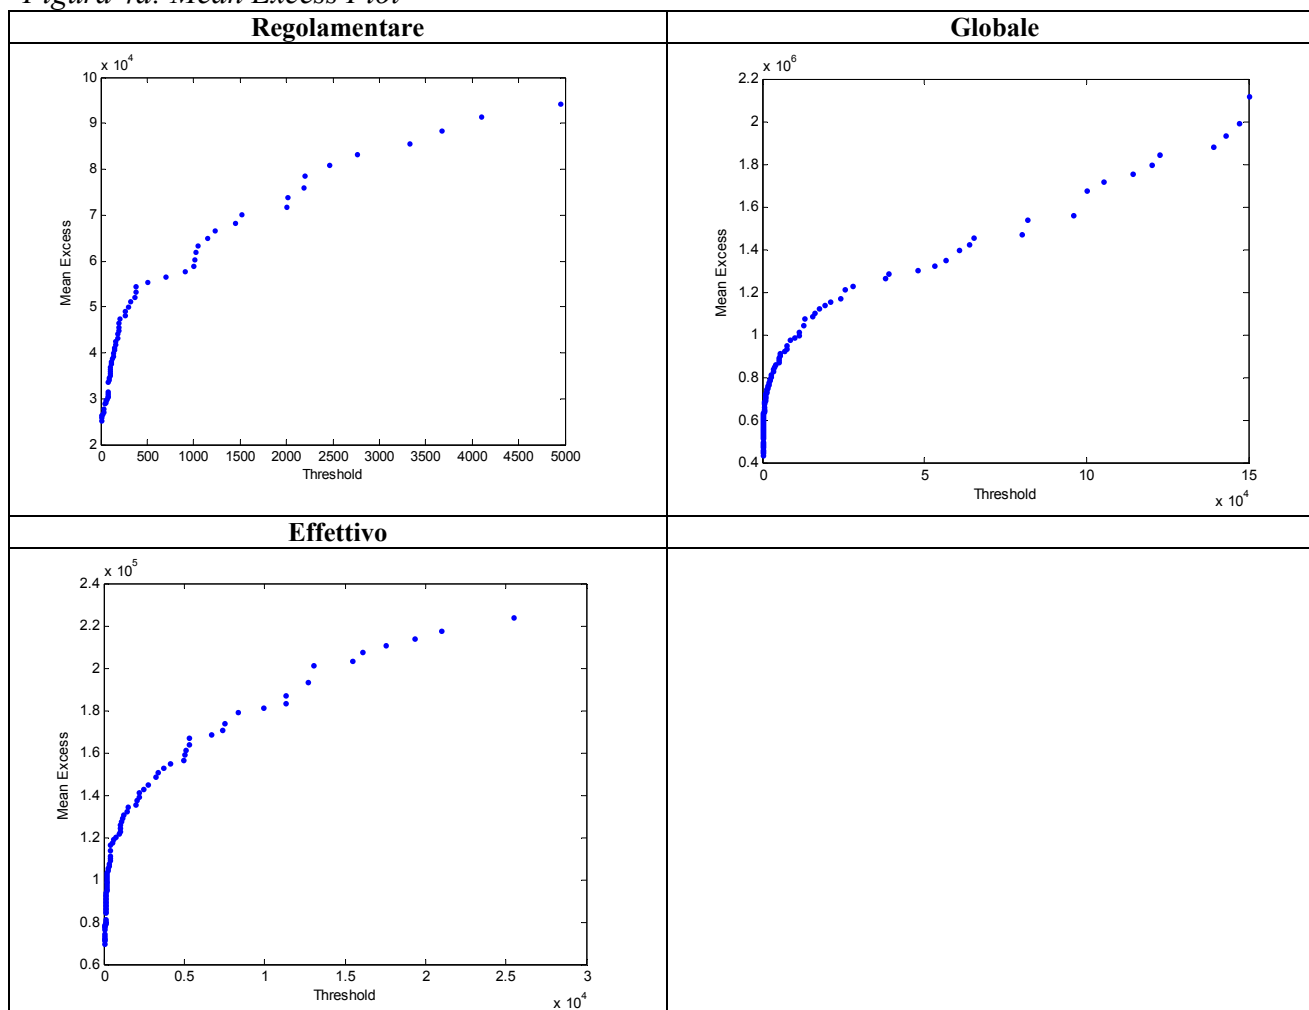 Figura 4a: Mean Excess Plot
Regolamentare
Globale
x 10^4
10
9
8
7
6
5
4
3
2
Mean Excess
0 500 1000 1500 2000 2500 3000 3500 4000 4500 5000
Threshold
x 10^6
2.2
2
1.8
1.6
1.4
1.2
1
0.8
0.6
0.4
Mean Excess
0 5 10 15
Threshold
x 10^4
Effettivo
x 10^5
2.4
2.2
2
1.8
1.6
1.4
1.2
1
0.8
0.6
Mean Excess
0 0.5 1 1.5 2 2.5 3
Threshold
x 10^4